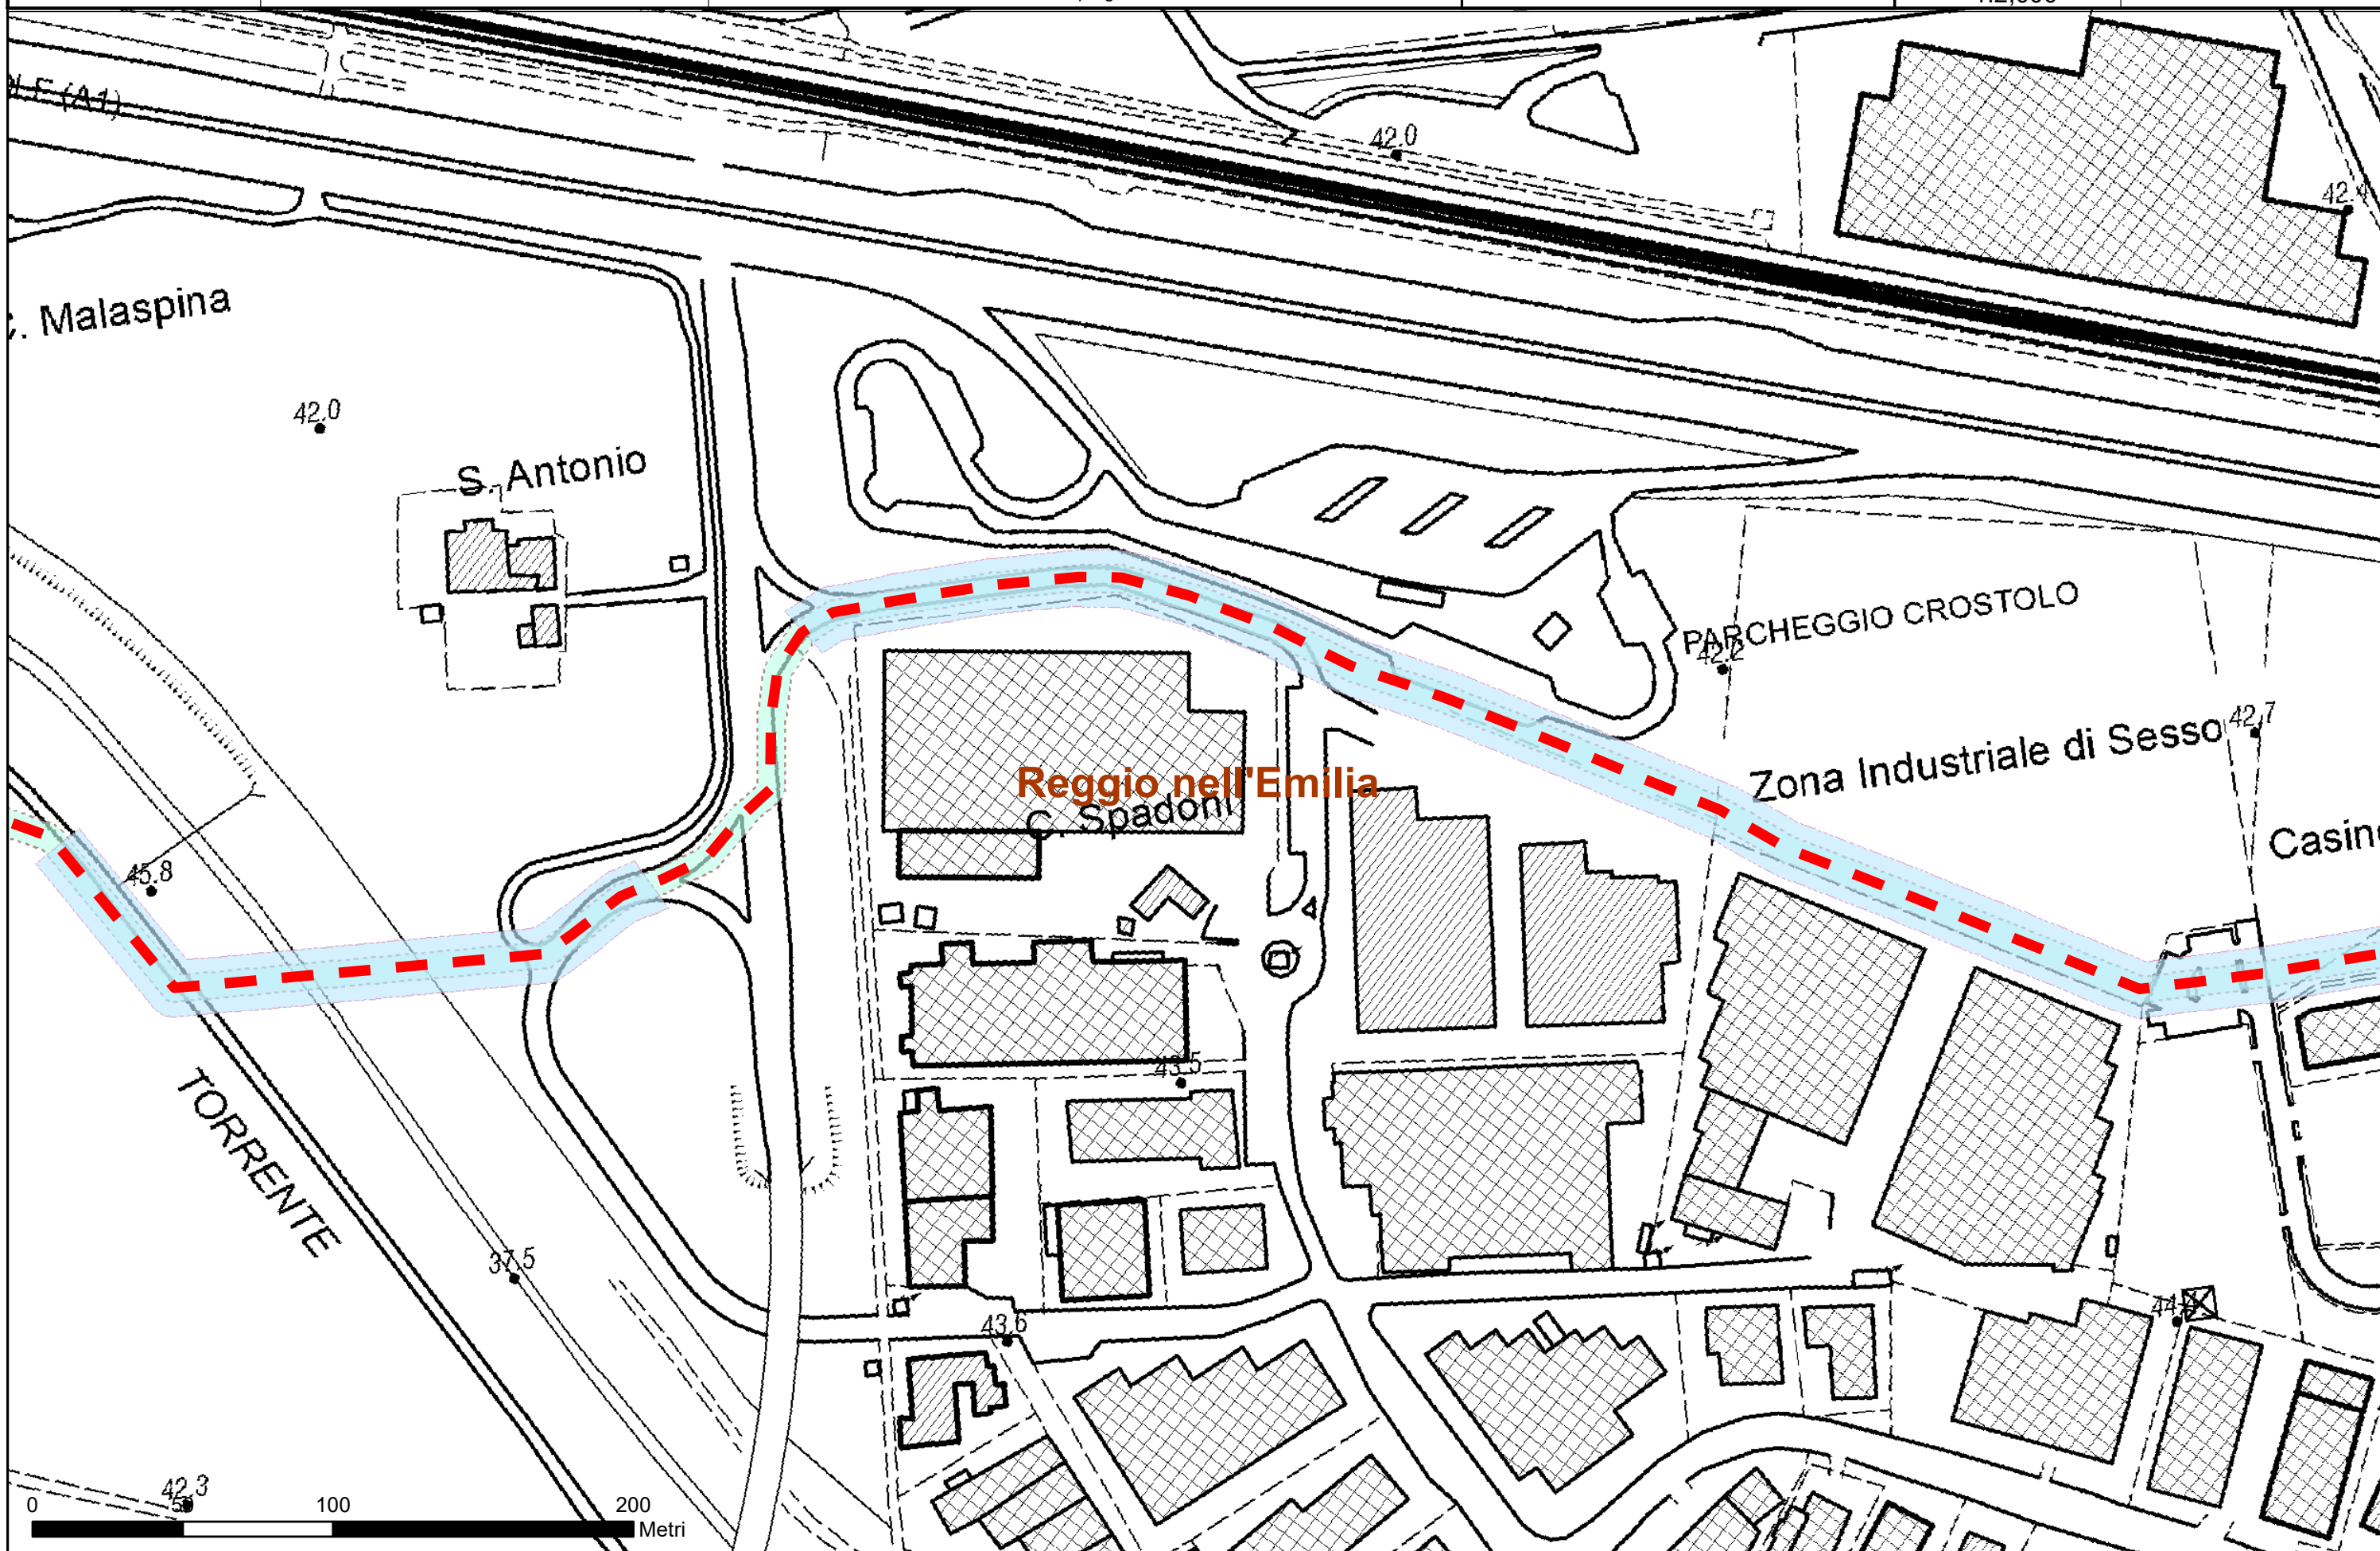 (A1)
42.0
Malaspina
42.0
S. Antonio
PARCHEGGIO CROSTOLO
42.2
42.7
Zona Industriale di Sesso
Reggio nell'Emilia
C. Spadoni
45.8
43.5
TORRENTE
37.5
43.6
42.3
0 50 100 200
Metri